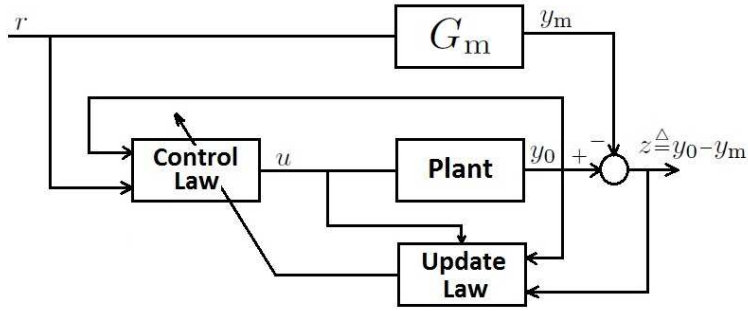 r
G_m
y_m
z≜y_0−y_m
−
+
Control
Law
u
Plant
y_0
Update
Law